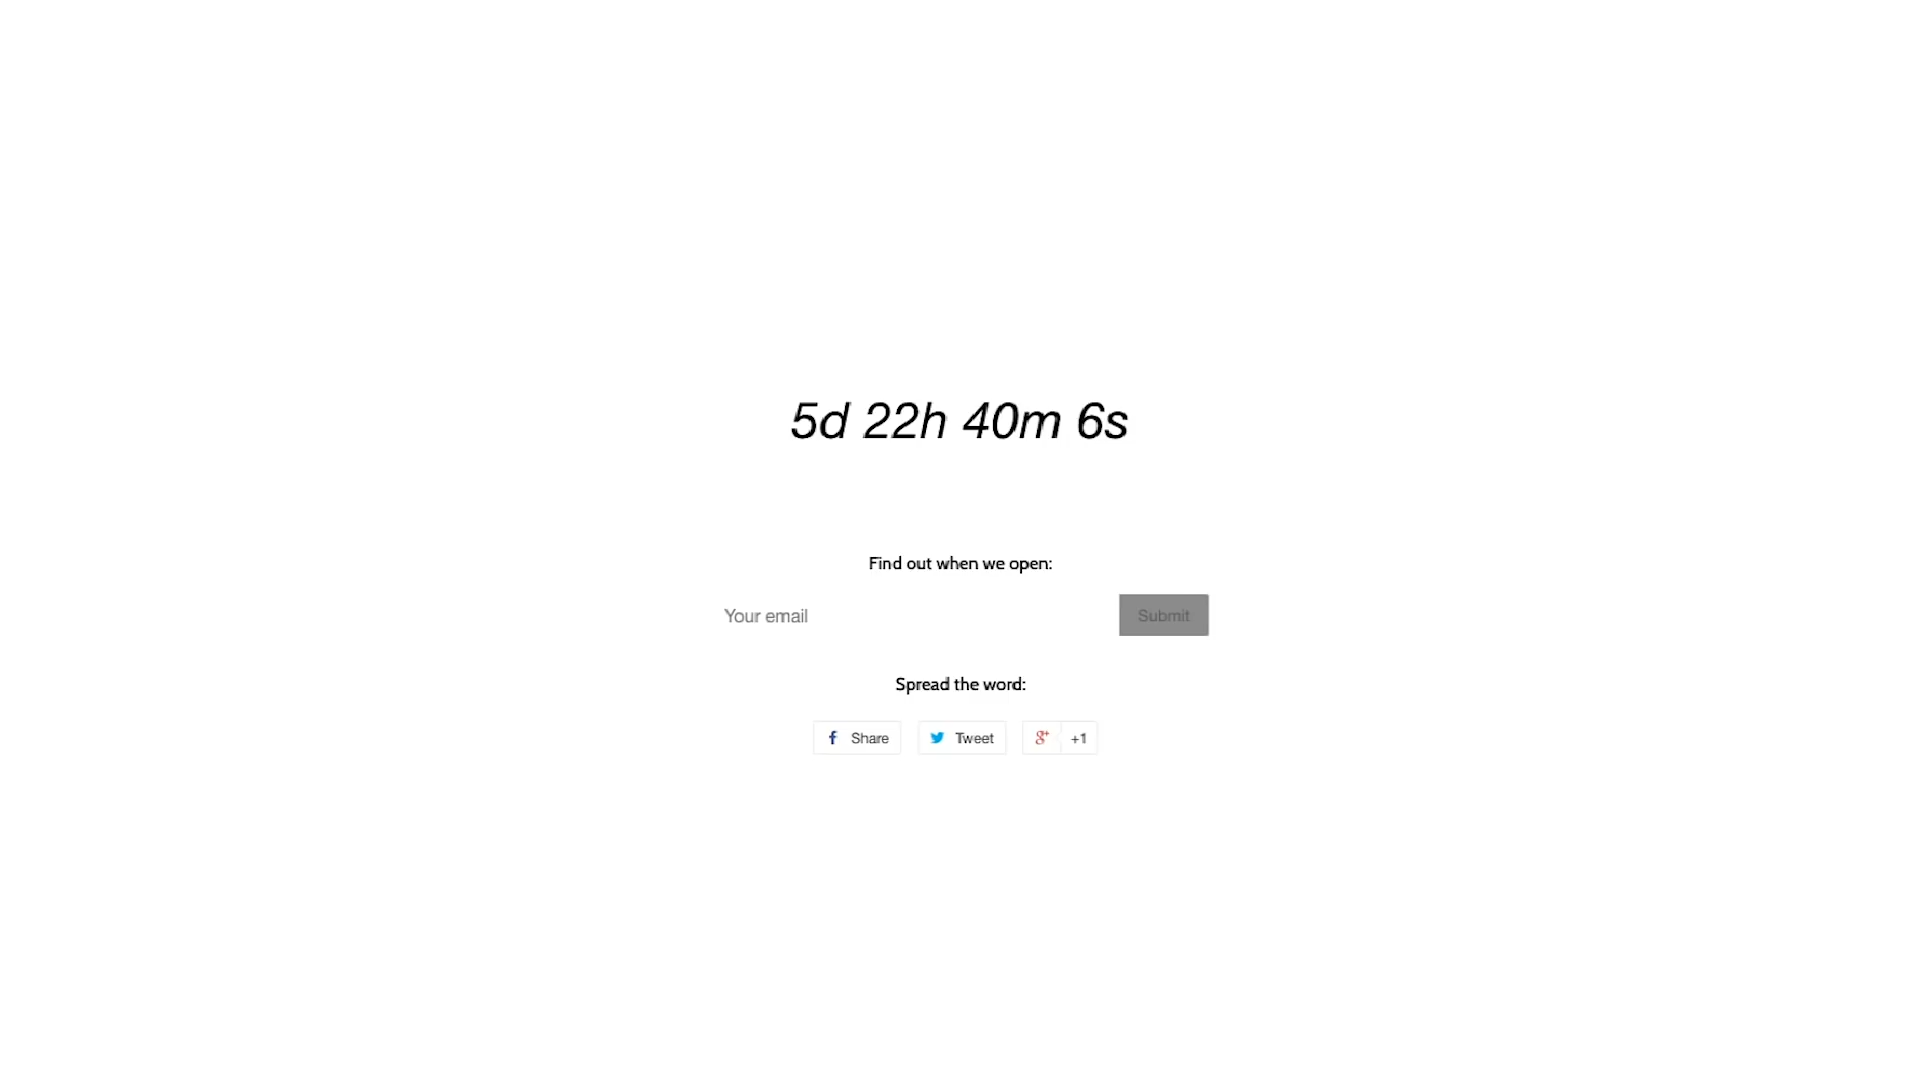 5d 22h 40m 6s
Find out when we open:
Your email Submit
Spread the word:
Share Tweet g+ +1